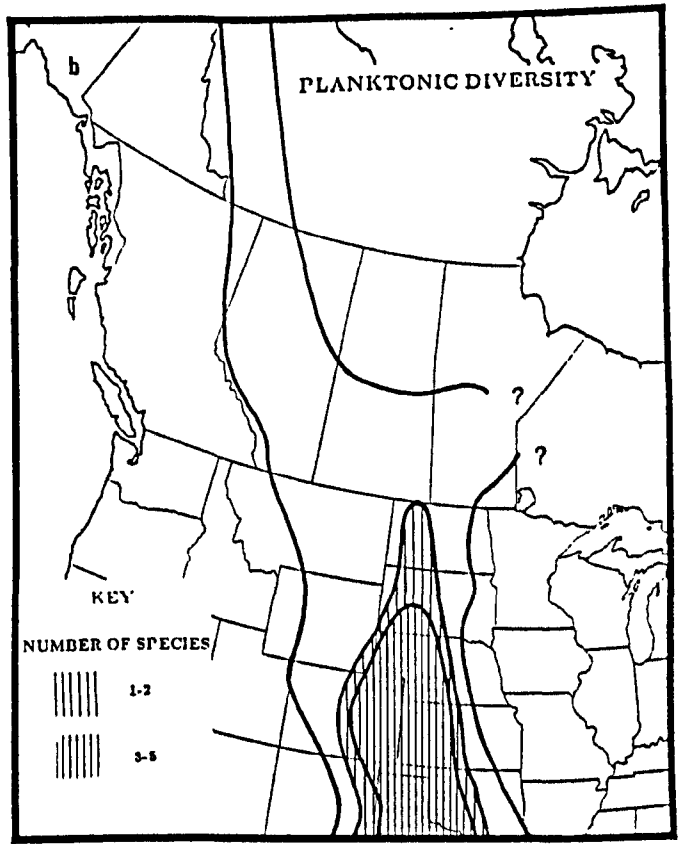 b
PLANKTONIC DIVERSITY
?
?
KEY
NUMBER OF SPECIES
1-2
3-5